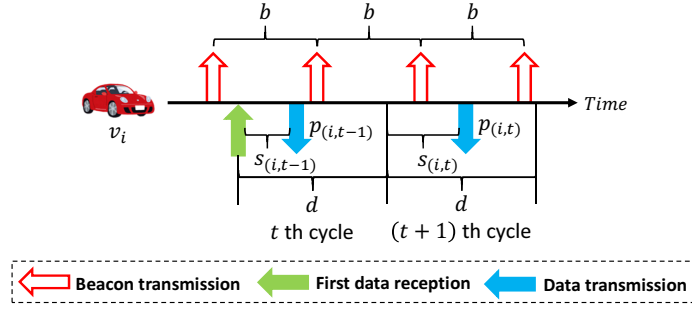 b b b
Time
v_i
p_(i,t−1) p_(i,t)
s_(i,t−1) s_(i,t)
d d
t th cycle (t + 1) th cycle
Beacon transmission First data reception Data transmission